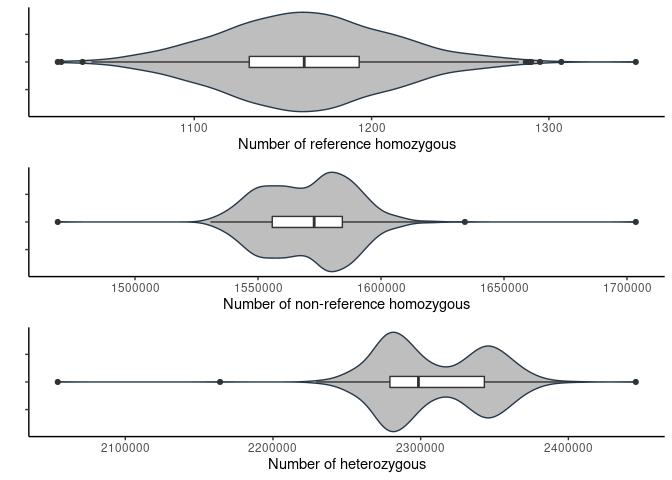 1100 1200 1300
Number of reference homozygous
1500000 1550000 1600000 1650000 1700000
Number of non-reference homozygous
2100000 2200000 2300000 2400000
Number of heterozygous